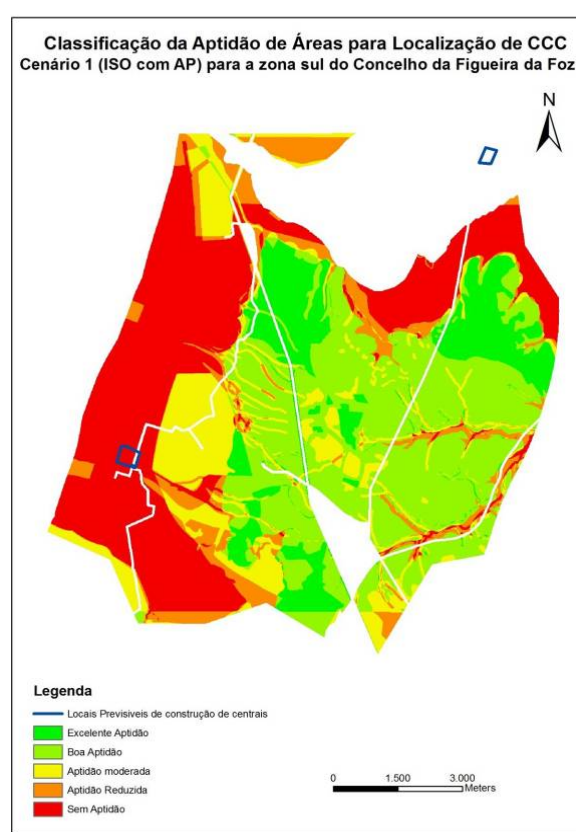 Classificação da Aptidão de Áreas para Localização de CCC
Cenário 1 (ISO com AP) para a zona sul do Concelho da Figueira da Foz
N
Legenda
Locais Previsiveis de construção de centrais
Excelente Aptidão
Boa Aptidão
Aptidão moderada
Aptidão Reduzida
Sem Aptidão
0 1.500 3.000
Meters